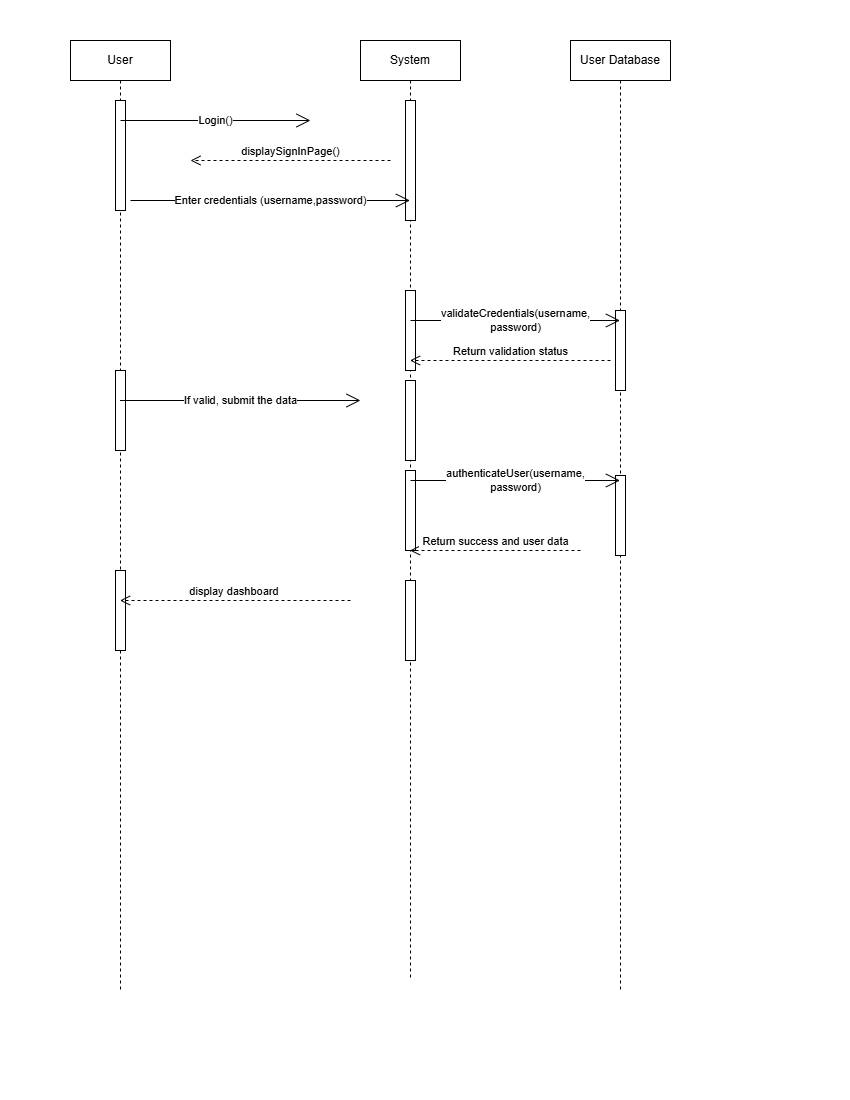 User
System
User Database
Login()
displaySignInPage()
Enter credentials (username,password)
validateCredentials(username,
password)
Return validation status
If valid, submit the data
authenticateUser(username,
password)
Return success and user data
display dashboard